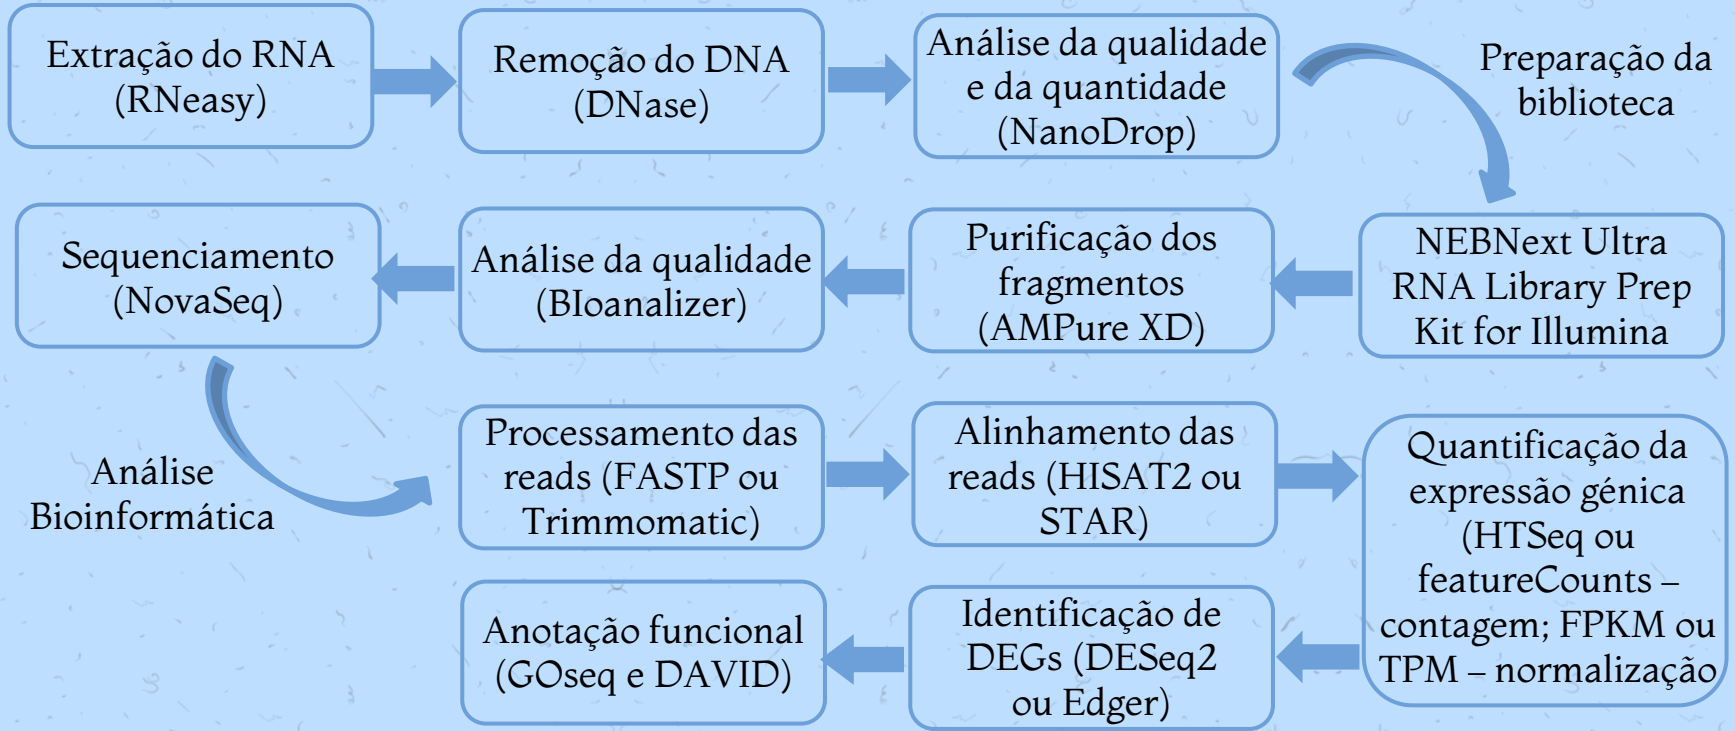 Extração do RNA
(RNeasy)
Remoção do DNA
(DNase)
Análise da qualidade
e da quantidade
(NanoDrop)
Preparação da
biblioteca
NEBNext Ultra
RNA Library Prep
Kit for Illumina
Purificação dos
fragmentos
(AMPure XD)
Análise da qualidade
(BIoanalizer)
Sequenciamento
(NovaSeq)
Análise
Bioinformática
Processamento das
reads (FASTP ou
Trimmomatic)
Alinhamento das
reads (HISAT2 ou
STAR)
Quantificação da
expressão génica
(HTSeq ou
featureCounts –
contagem; FPKM ou
TPM – normalização
Identificação de
DEGs (DESeq2
ou Edger)
Anotação funcional
(GOseq e DAVID)